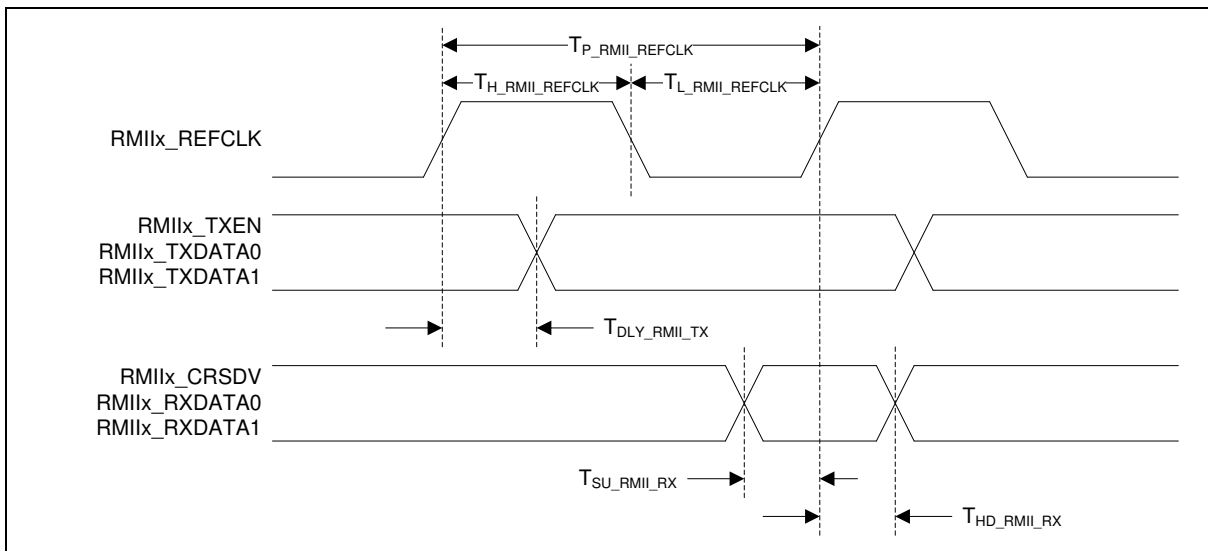 T_P_RMII_REFCLK
T_H_RMII_REFCLK T_L_RMII_REFCLK
RMIIx_REFCLK
RMIIx_TXEN
RMIIx_TXDATA0
RMIIx_TXDATA1
T_DLY_RMII_TX
RMIIx_CRSDV
RMIIx_RXDATA0
RMIIx_RXDATA1
T_SU_RMII_RX
T_HD_RMII_RX